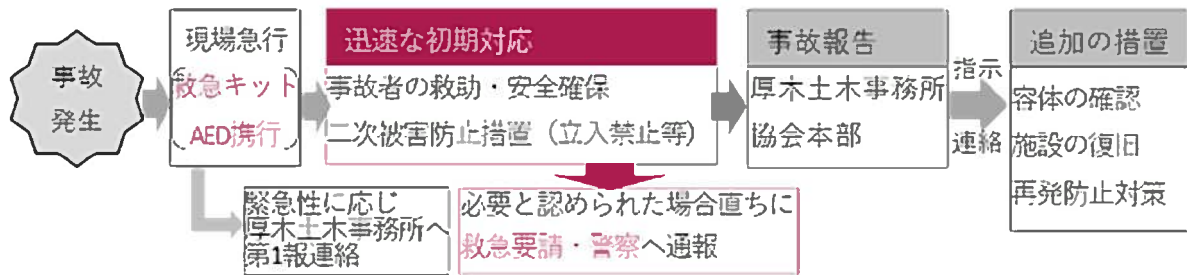 事故
発生
現場急行
救急キット
AED携行
迅速な初期対応
事故者の救助・安全確保
二次被害防止措置（立入禁止等）
事故報告
厚木土木事務所
協会本部
指示
連絡
追加の措置
容体の確認
施設の復旧
再発防止対策
緊急性に応じ
厚木土木事務所へ
第1報連絡
必要と認められた場合直ちに
救急要請・警察へ通報